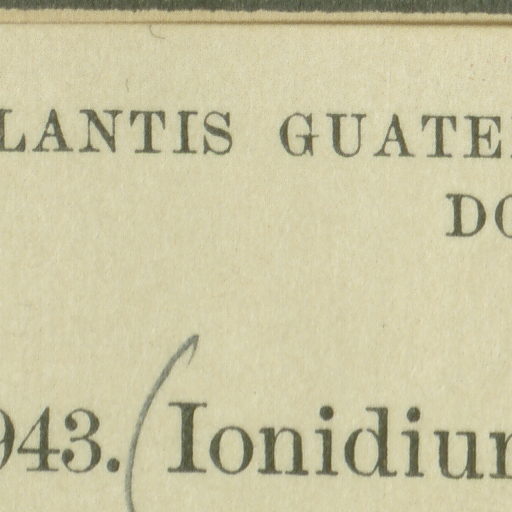 LANTIS GUATE
DO
943. (Ionidiu